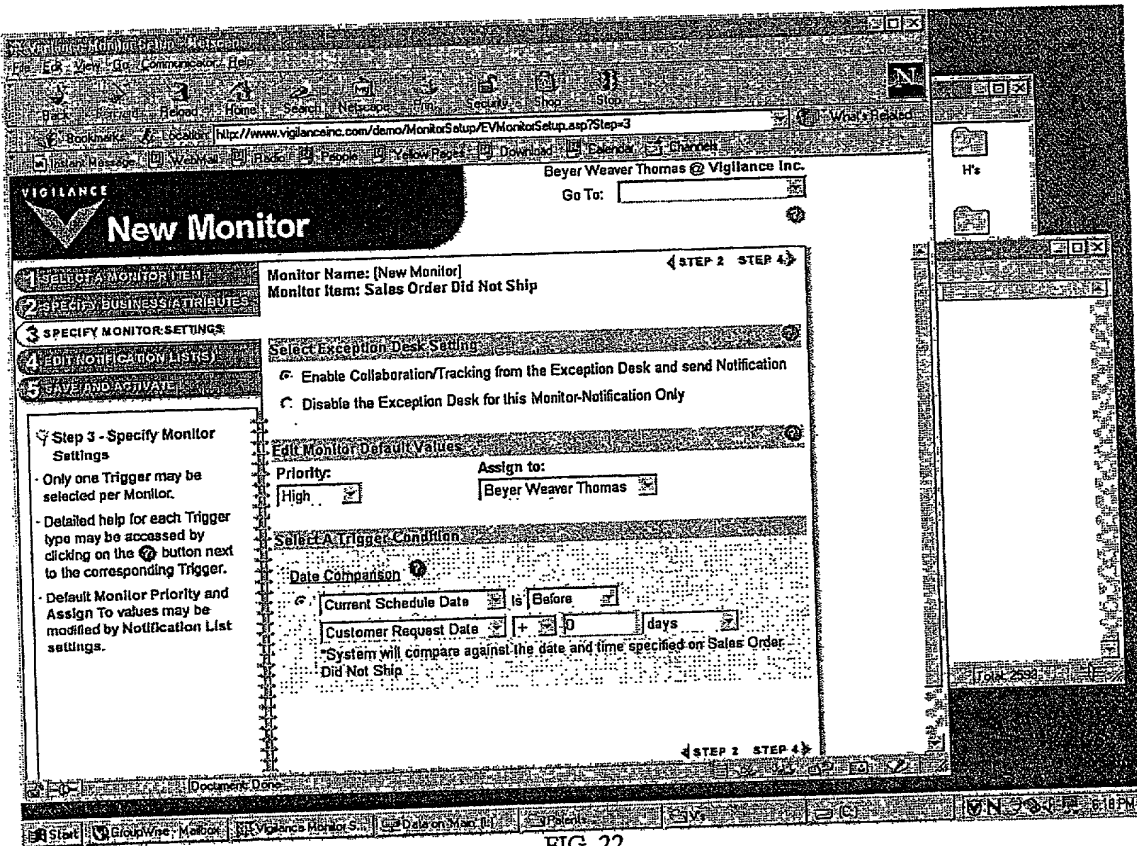 Vigilance Monitor Setup - Netscape
File Edit View Go Communicator Help
Back Forward Reload Home Search Netscape Print Security Shop Stop
Bookmarks Location: http://www.vigilanceinc.com/demo/MonitorSetup/EVMonitorSetup.asp?Step=3 What's Related
Instant Message WebMail Radio People Yellow Pages Download Calendar Channels
VIGILANCE
New Monitor
Beyer Weaver Thomas @ Vigilance Inc.
Go To:
H's
1 SELECT A MONITOR ITEM
2 SPECIFY BUSINESS ATTRIBUTES
3 SPECIFY MONITOR SETTINGS
4 EDIT NOTIFICATION LIST(S)
5 SAVE AND ACTIVATE
Step 3 - Specify Monitor
Settings
- Only one Trigger may be
selected per Monitor.
- Detailed help for each Trigger
type may be accessed by
clicking on the ? button next
to the corresponding Trigger.
- Default Monitor Priority and
Assign To values may be
modified by Notification List
settings.
STEP 2 STEP 4
Monitor Name: [New Monitor]
Monitor Item: Sales Order Did Not Ship
Select Exception Desk Setting
Enable Collaboration/Tracking from the Exception Desk and send Notification
Disable the Exception Desk for this Monitor-Notification Only
Edit Monitor Default Values
Priority: Assign to:
High Beyer Weaver Thomas
Select A Trigger Condition
Date Comparison ?
Current Schedule Date is Before
Customer Request Date + 0 days
*System will compare against the date and time specified on Sales Order
Did Not Ship
STEP 2 STEP 4
Document: Done
Start GroupWise - Mailbox Vigilance Monitor S... Data on 'Main (I:)' Patents V's (C:) 6:18 PM
FIG. 22